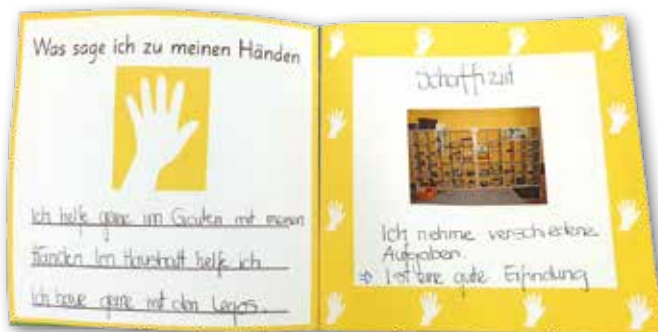 Was sage ich zu meinen Händen
Ich helfe gerne im Garten mit meinen
Händen Im Haushalt helfe ich
Ich baue gerne mit den Legos.
Schaffiziit
Ich nehme verschiedene
Aufgaben.
⇒ Ist eine gute Erfindung